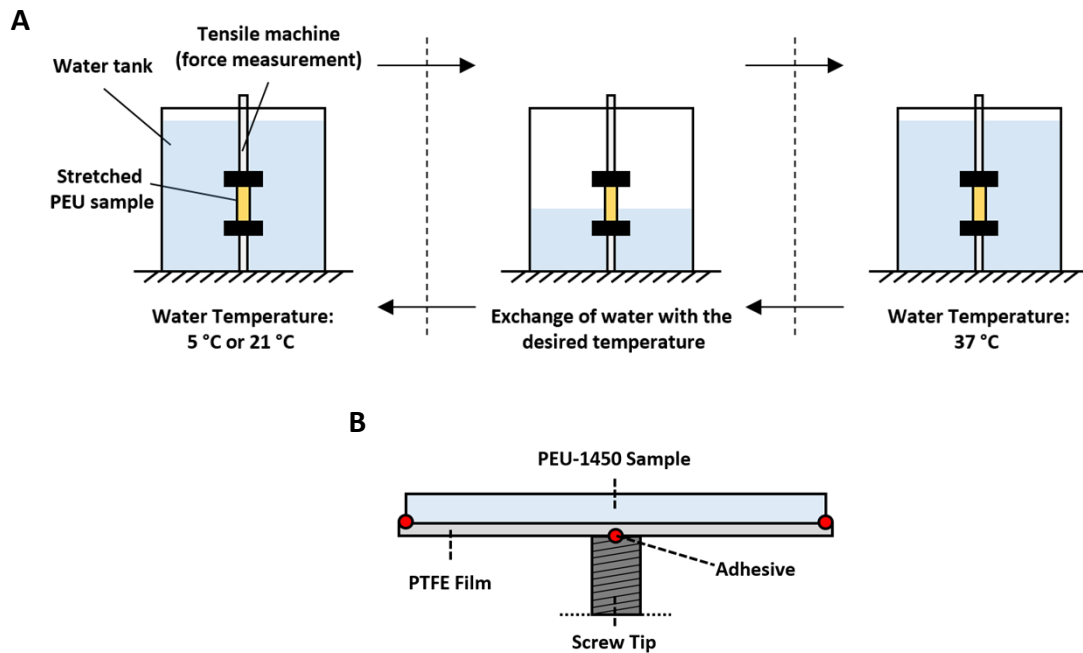 A
Tensile machine
(force measurement)
Water tank
Stretched
PEU sample
Water Temperature:
5 °C or 21 °C
Exchange of water with the
desired temperature
Water Temperature:
37 °C
B
PEU-1450 Sample
PTFE Film
Adhesive
Screw Tip